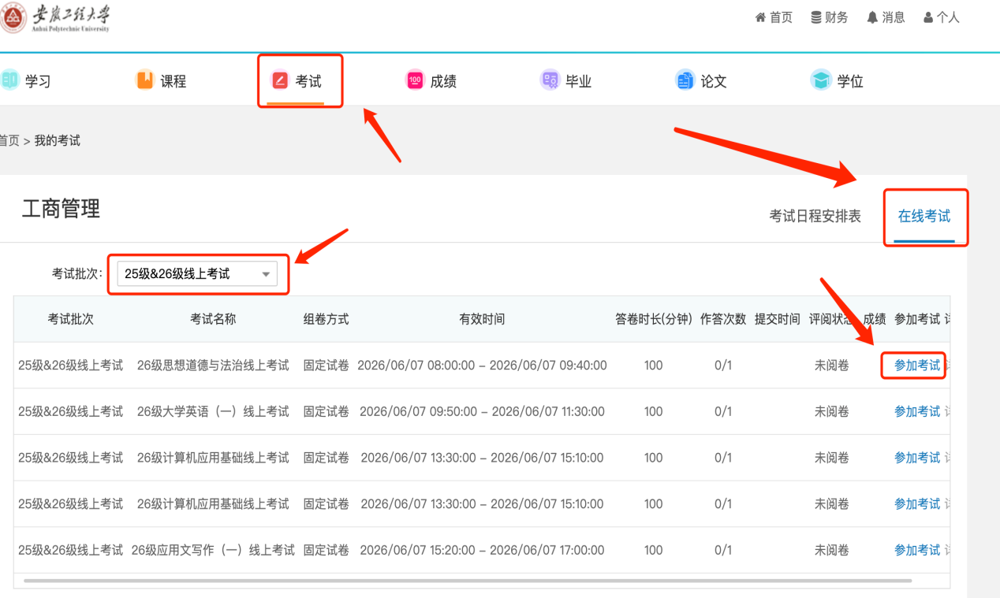 安徽工程大学
Anhui Polytechnic University
首页 财务 消息 个人
学习 课程 考试 100 成绩 毕业 论文 学位
首页 > 我的考试
工商管理
考试日程安排表 在线考试
考试批次: 25级&26级线上考试
考试批次 考试名称 组卷方式 有效时间 答卷时长(分钟) 作答次数 提交时间 评阅状态 成绩 参加考试
25级&26级线上考试 26级思想道德与法治线上考试 固定试卷 2026/06/07 08:00:00 – 2026/06/07 09:40:00 100 0/1 未阅卷 参加考试
25级&26级线上考试 26级大学英语（一）线上考试 固定试卷 2026/06/07 09:50:00 – 2026/06/07 11:30:00 100 0/1 未阅卷 参加考试
25级&26级线上考试 26级计算机应用基础线上考试 固定试卷 2026/06/07 13:30:00 – 2026/06/07 15:10:00 100 0/1 未阅卷 参加考试
25级&26级线上考试 26级计算机应用基础线上考试 固定试卷 2026/06/07 13:30:00 – 2026/06/07 15:10:00 100 0/1 未阅卷 参加考试
25级&26级线上考试 26级应用文写作（一）线上考试 固定试卷 2026/06/07 15:20:00 – 2026/06/07 17:00:00 100 0/1 未阅卷 参加考试